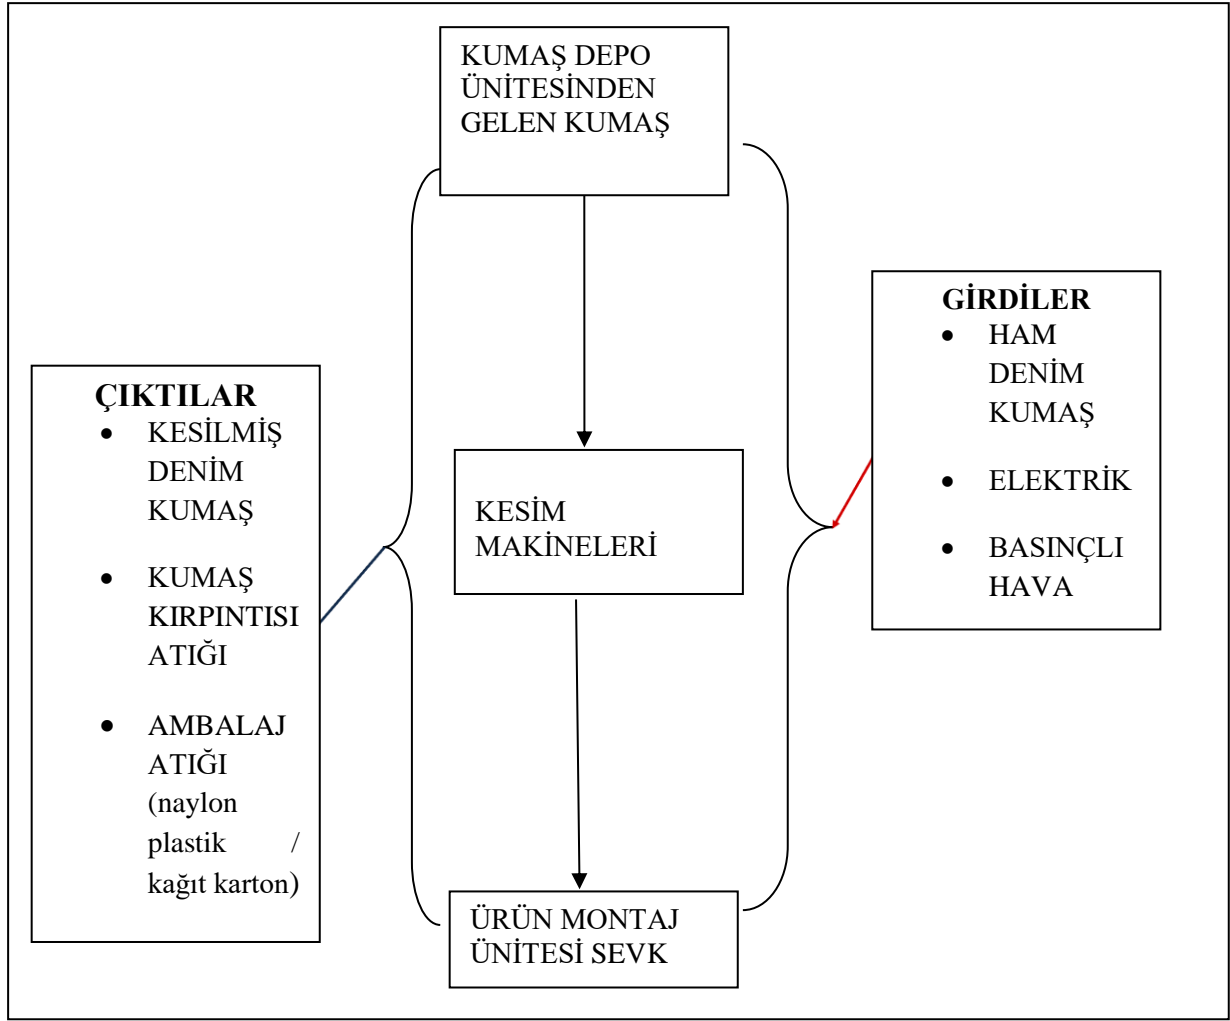 KUMAŞ DEPO
ÜNİTESİNDEN
GELEN KUMAŞ
GİRDİLER
• HAM
DENİM
KUMAŞ
• ELEKTRİK
• BASINÇLI
HAVA
ÇIKTILAR
• KESİLMİŞ
DENİM
KUMAŞ
• KUMAŞ
KIRPINTISI
ATIĞI
• AMBALAJ
ATIĞI
(naylon
plastik /
kağıt karton)
KESİM
MAKİNELERİ
ÜRÜN MONTAJ
ÜNİTESİ SEVK